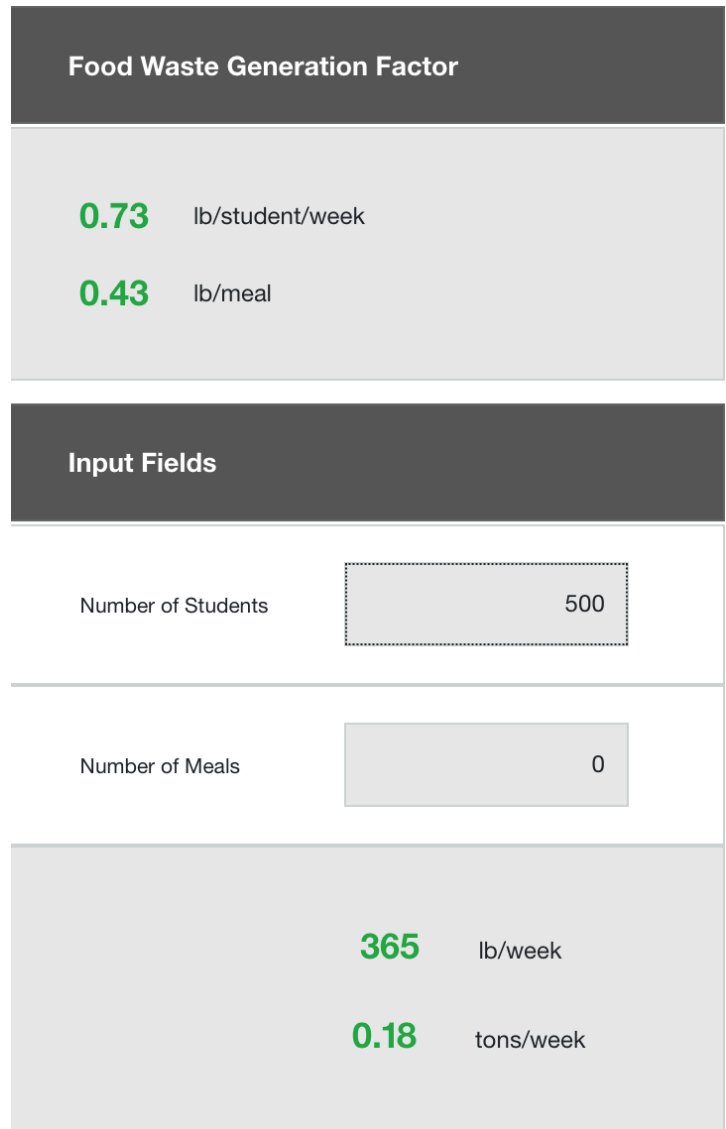 Food Waste Generation Factor
0.73 lb/student/week
0.43 lb/meal
Input Fields
Number of Students 500
Number of Meals 0
365 lb/week
0.18 tons/week